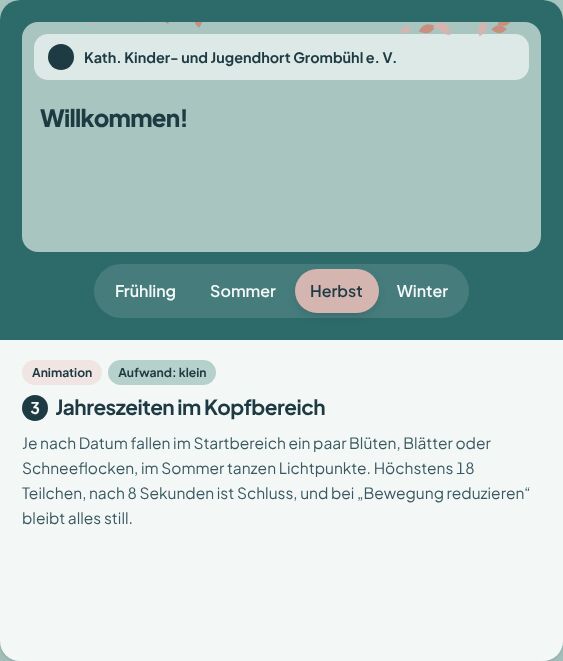 Kath. Kinder- und Jugendhort Grombühl e. V.
Willkommen!
Frühling
Sommer
Herbst
Winter
Animation
Aufwand: klein
3 Jahreszeiten im Kopfbereich
Je nach Datum fallen im Startbereich ein paar Blüten, Blätter oder
Schneeflocken, im Sommer tanzen Lichtpunkte. Höchstens 18
Teilchen, nach 8 Sekunden ist Schluss, und bei „Bewegung reduzieren“
bleibt alles still.